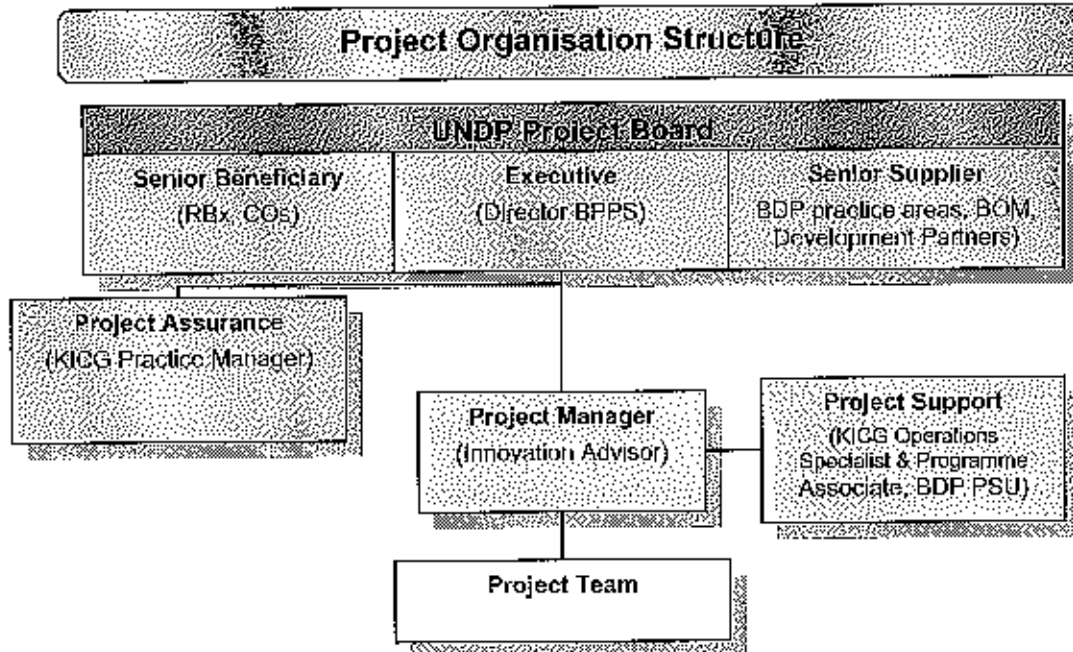 Project Organisation Structure
UNDP Project Board
Senior Beneficiary
(RBx, COs)
Executive
(Director BPPS)
Senior Supplier
BDP practice areas, BOM,
Development Partners)
Project Assurance
(KICG Practice Manager)
Project Manager
(Innovation Advisor)
Project Support
(KICG Operations
Specialist & Programme
Associate, BDP PSU)
Project Team